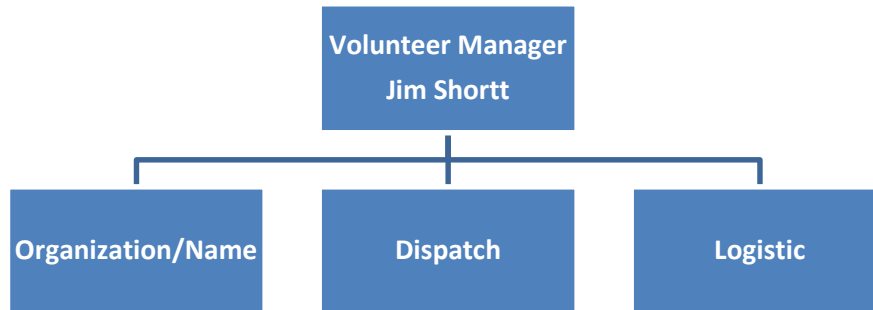 Volunteer Manager
Jim Shortt
Organization/Name
Dispatch
Logistic